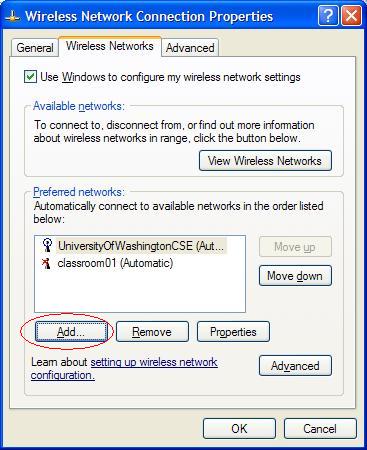 Wireless Network Connection Properties
General
Wireless Networks
Advanced
Use Windows to configure my wireless network settings
Available networks:
To connect to, disconnect from, or find out more information
about wireless networks in range, click the button below.
View Wireless Networks
Preferred networks:
Automatically connect to available networks in the order listed
below:
UniversityOfWashingtonCSE (Aut...
classroom01 (Automatic)
Move up
Move down
Add...
Remove
Properties
Learn about setting up wireless network
configuration.
Advanced
OK
Cancel